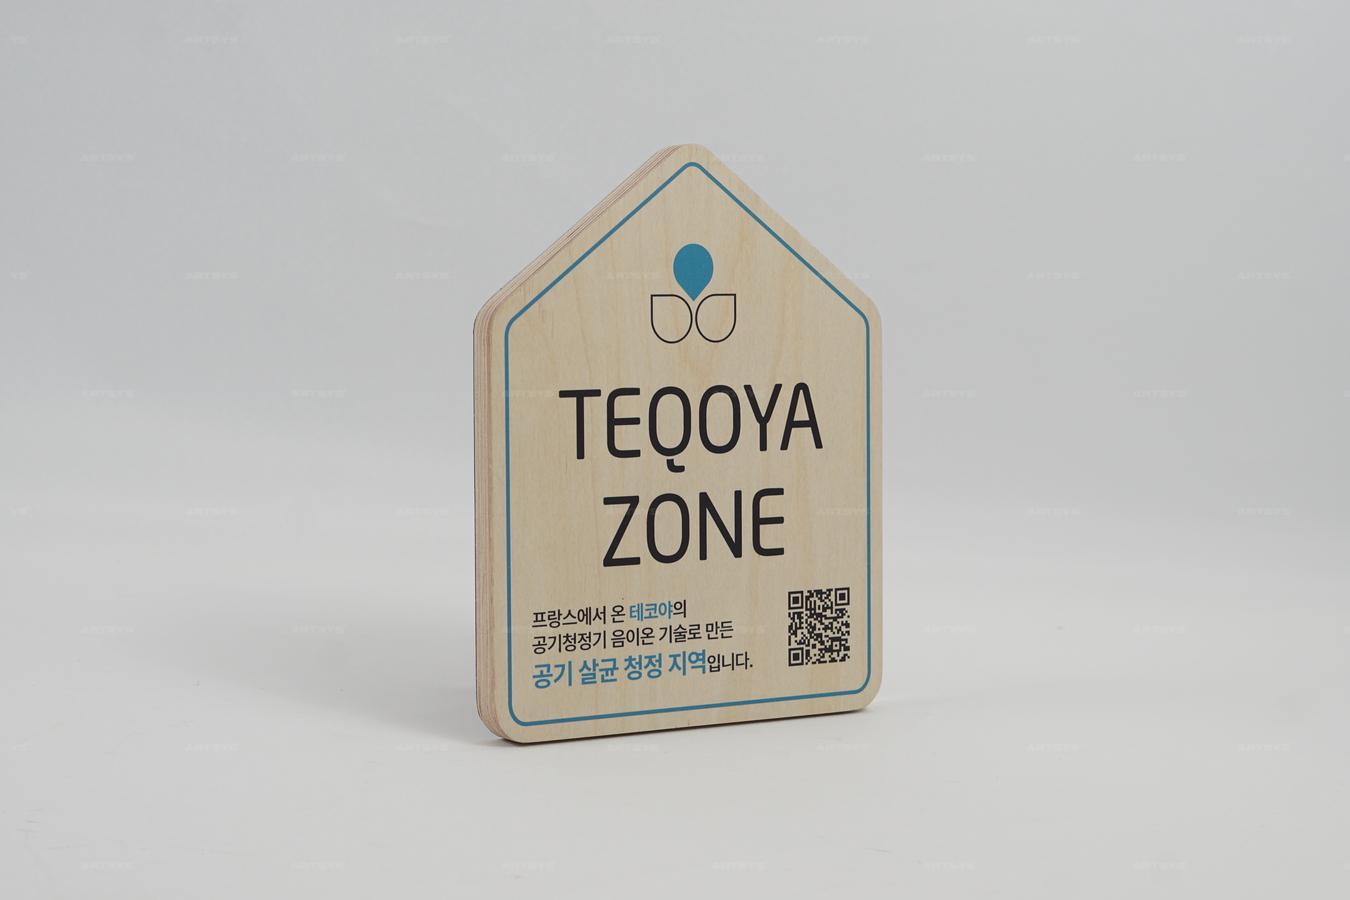 TEQOYA
ZONE
프랑스에서 온 테코야의
공기청정기 음이온 기술로 만든
공기 살균 청정 지역입니다.
ARTSYS